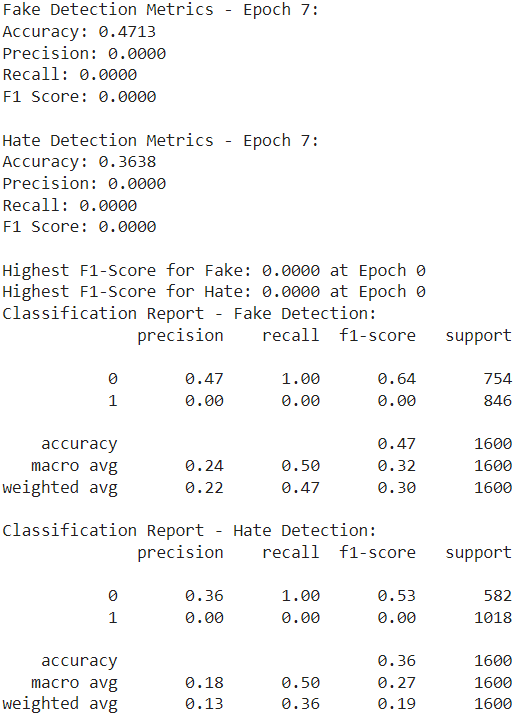 Fake Detection Metrics - Epoch 7:
Accuracy: 0.4713
Precision: 0.0000
Recall: 0.0000
F1 Score: 0.0000

Hate Detection Metrics - Epoch 7:
Accuracy: 0.3638
Precision: 0.0000
Recall: 0.0000
F1 Score: 0.0000

Highest F1-Score for Fake: 0.0000 at Epoch 0
Highest F1-Score for Hate: 0.0000 at Epoch 0
Classification Report - Fake Detection:
              precision    recall  f1-score   support

           0       0.47      1.00      0.64       754
           1       0.00      0.00      0.00       846

    accuracy                           0.47      1600
   macro avg       0.24      0.50      0.32      1600
weighted avg       0.22      0.47      0.30      1600

Classification Report - Hate Detection:
              precision    recall  f1-score   support

           0       0.36      1.00      0.53       582
           1       0.00      0.00      0.00      1018

    accuracy                           0.36      1600
   macro avg       0.18      0.50      0.27      1600
weighted avg       0.13      0.36      0.19      1600